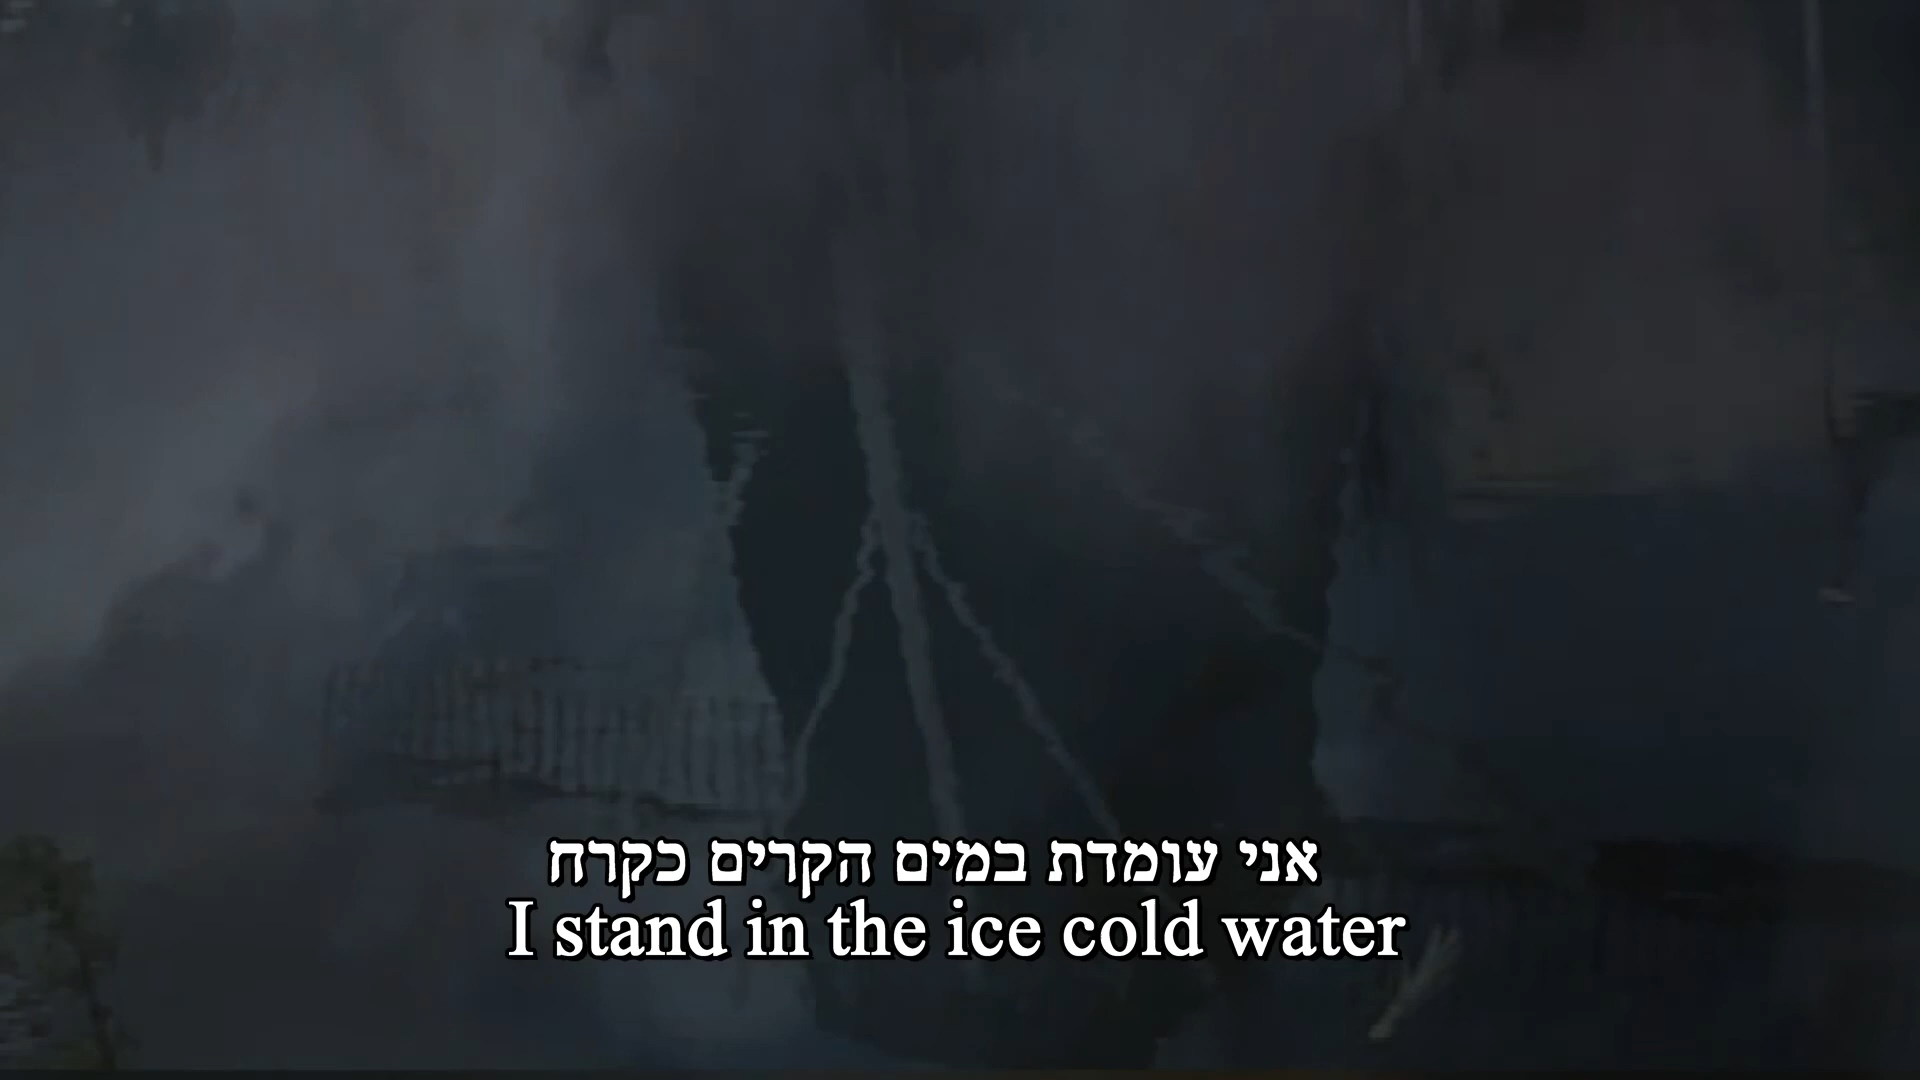 אני עומדת במים הקרים כקרח
I stand in the ice cold water